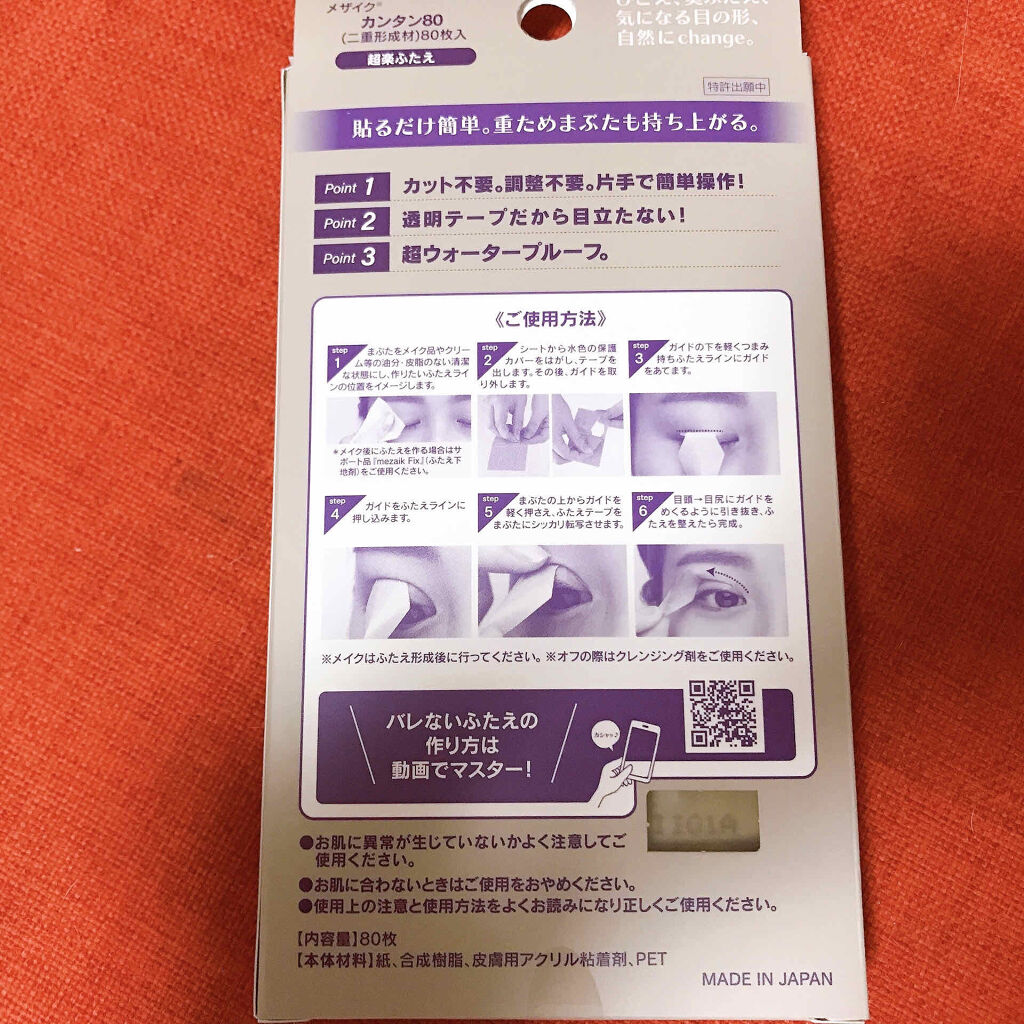 メザイク®
カンタン80
(二重形成材)80枚入
超楽ふたえ
気になる目の形、
自然にchange。
特許出願中
貼るだけ簡単。重ためまぶたも持ち上がる。
Point 1 カット不要。調整不要。片手で簡単操作!
Point 2 透明テープだから目立たない!
Point 3 超ウォータープルーフ。
《ご使用方法》
step 1
まぶたをメイク品やクリー
ム等の油分・皮脂のない清潔
な状態にし、作りたいふたえライ
ンの位置をイメージします。
*メイク後にふたえを作る場合はサ
ポート品『mezaik Fix』(ふたえ下
地剤)をご使用ください。
step 2
シートから水色の保護
カバーをはがし、テープを
出します。その後、ガイドを取
り外します。
step 3
ガイドの下を軽くつまみ
持ちふたえラインにガイド
をあてます。
step 4
ガイドをふたえラインに
押し込みます。
step 5
まぶたの上からガイドを
軽く押さえ、ふたえテープを
まぶたにシッカリ転写させます。
step 6
目頭→目尻にガイドを
めくるように引き抜き、ふ
たえを整えたら完成。
※メイクはふたえ形成後に行ってください。※オフの際はクレンジング剤をご使用ください。
バレないふたえの
作り方は
動画でマスター!
カシャッ♪
●お肌に異常が生じていないかよく注意してご
使用ください。
●お肌に合わないときはご使用をおやめください。
●使用上の注意と使用方法をよくお読みになり正しくご使用ください。
【内容量】80枚
【本体材料】紙、合成樹脂、皮膚用アクリル粘着剤、PET
MADE IN JAPAN